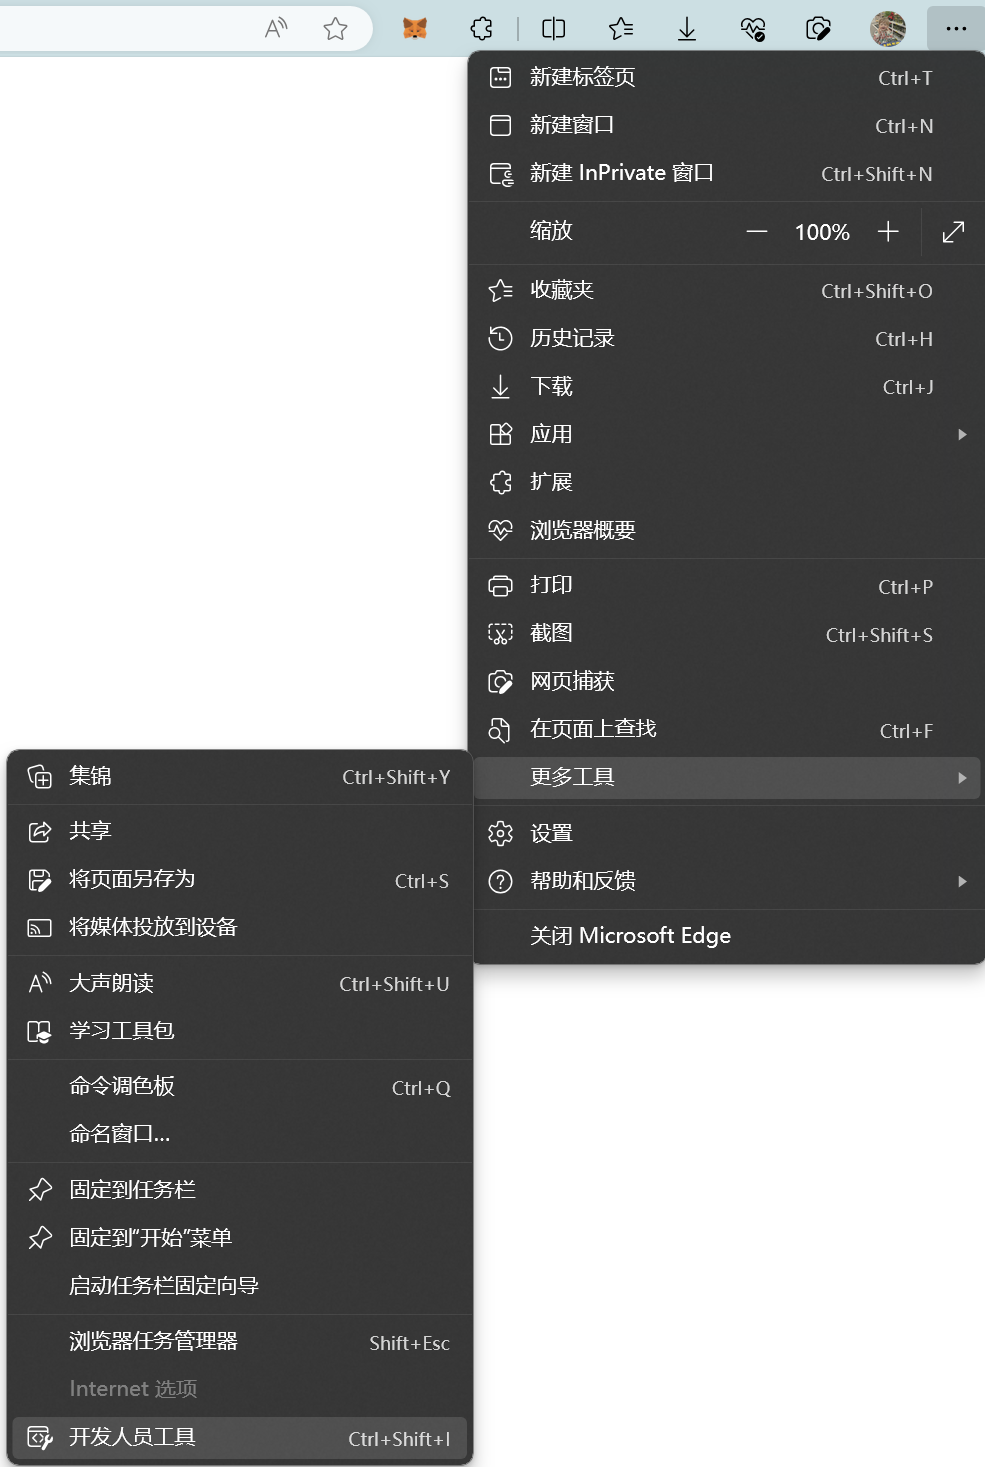 新建标签页 Ctrl+T
新建窗口 Ctrl+N
新建 InPrivate 窗口 Ctrl+Shift+N
缩放 — 100% +
收藏夹 Ctrl+Shift+O
历史记录 Ctrl+H
下载 Ctrl+J
应用
扩展
浏览器概要
打印 Ctrl+P
截图 Ctrl+Shift+S
网页捕获
在页面上查找 Ctrl+F
更多工具
设置
帮助和反馈
关闭 Microsoft Edge
集锦 Ctrl+Shift+Y
共享
将页面另存为 Ctrl+S
将媒体投放到设备
大声朗读 Ctrl+Shift+U
学习工具包
命令调色板 Ctrl+Q
命名窗口...
固定到任务栏
固定到“开始”菜单
启动任务栏固定向导
浏览器任务管理器 Shift+Esc
Internet 选项
开发人员工具 Ctrl+Shift+I